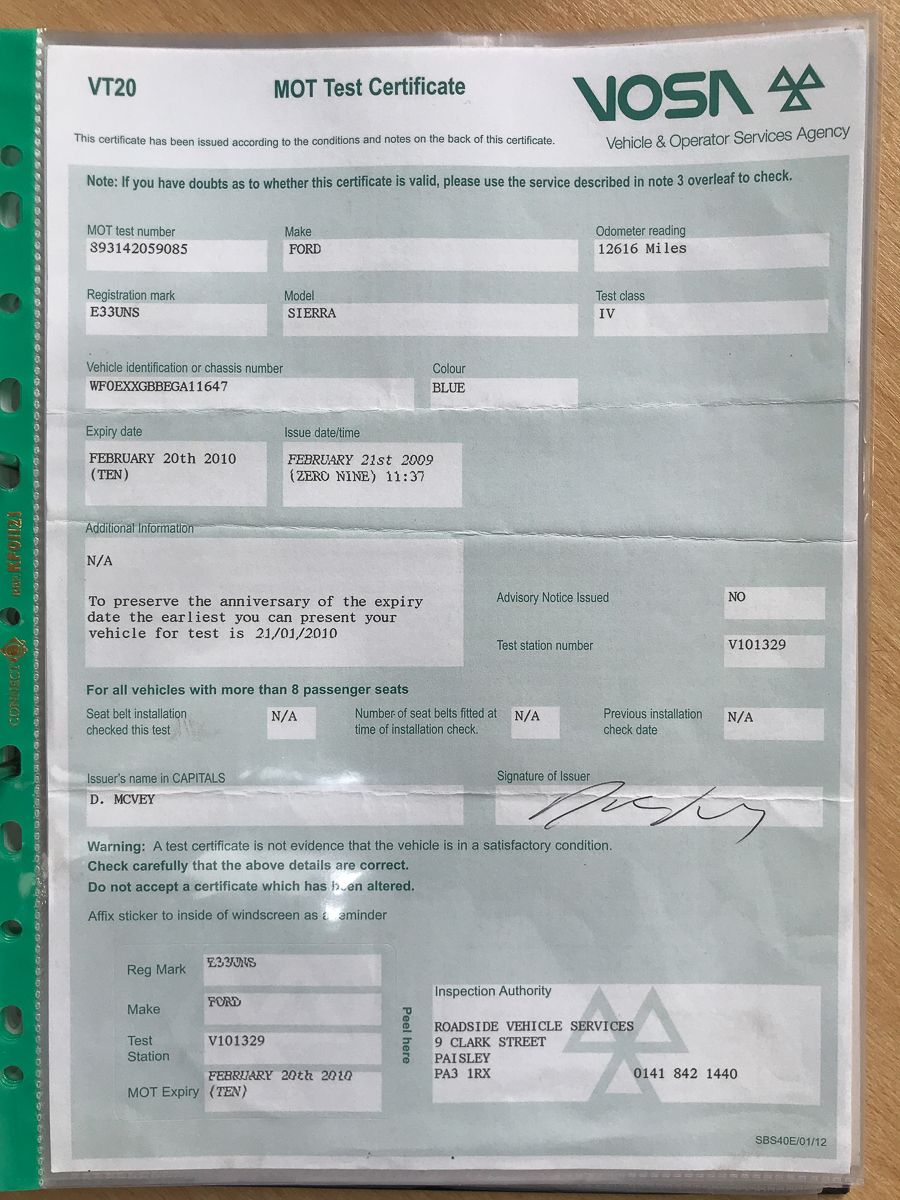 VT20
MOT Test Certificate
VOSA
Vehicle & Operator Services Agency
This certificate has been issued according to the conditions and notes on the back of this certificate.
Note: If you have doubts as to whether this certificate is valid, please use the service described in note 3 overleaf to check.
MOT test number
893142059085
Make
FORD
Odometer reading
12616 Miles
Registration mark
E33UNS
Model
SIERRA
Test class
IV
Vehicle identification or chassis number
WF0EXXGBBEGA11647
Colour
BLUE
Expiry date
FEBRUARY 20th 2010
(TEN)
Issue date/time
FEBRUARY 21st 2009
(ZERO NINE) 11:37
Additional Information
N/A
To preserve the anniversary of the expiry
date the earliest you can present your
vehicle for test is 21/01/2010
Advisory Notice Issued
NO
Test station number
V101329
For all vehicles with more than 8 passenger seats
Seat belt installation
checked this test
N/A
Number of seat belts fitted at
time of installation check.
N/A
Previous installation
check date
N/A
Issuer's name in CAPITALS
D. MCVEY
Signature of Issuer
Warning: A test certificate is not evidence that the vehicle is in a satisfactory condition.
Check carefully that the above details are correct.
Do not accept a certificate which has been altered.
Affix sticker to inside of windscreen as a reminder
Reg Mark
E33UNS
Make
FORD
Test
Station
V101329
MOT Expiry
FEBRUARY 20th 2010
(TEN)
Peel here
Inspection Authority
ROADSIDE VEHICLE SERVICES
9 CLARK STREET
PAISLEY
PA3 1RX 0141 842 1440
SBS40E/01/12